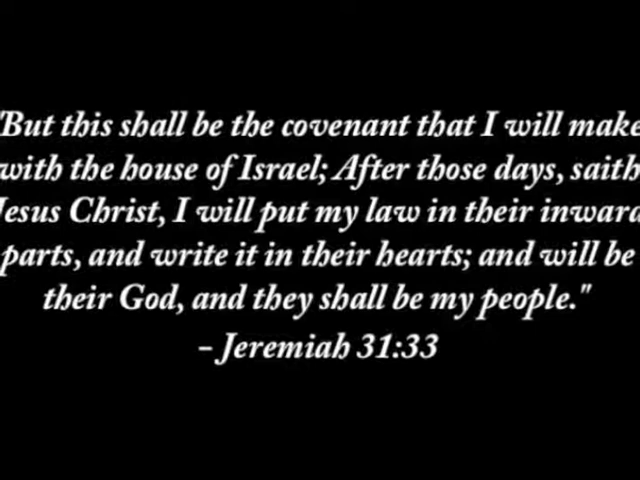 "But this shall be the covenant that I will make
with the house of Israel; After those days, saith
Jesus Christ, I will put my law in their inward
parts, and write it in their hearts; and will be
their God, and they shall be my people."
- Jeremiah 31:33